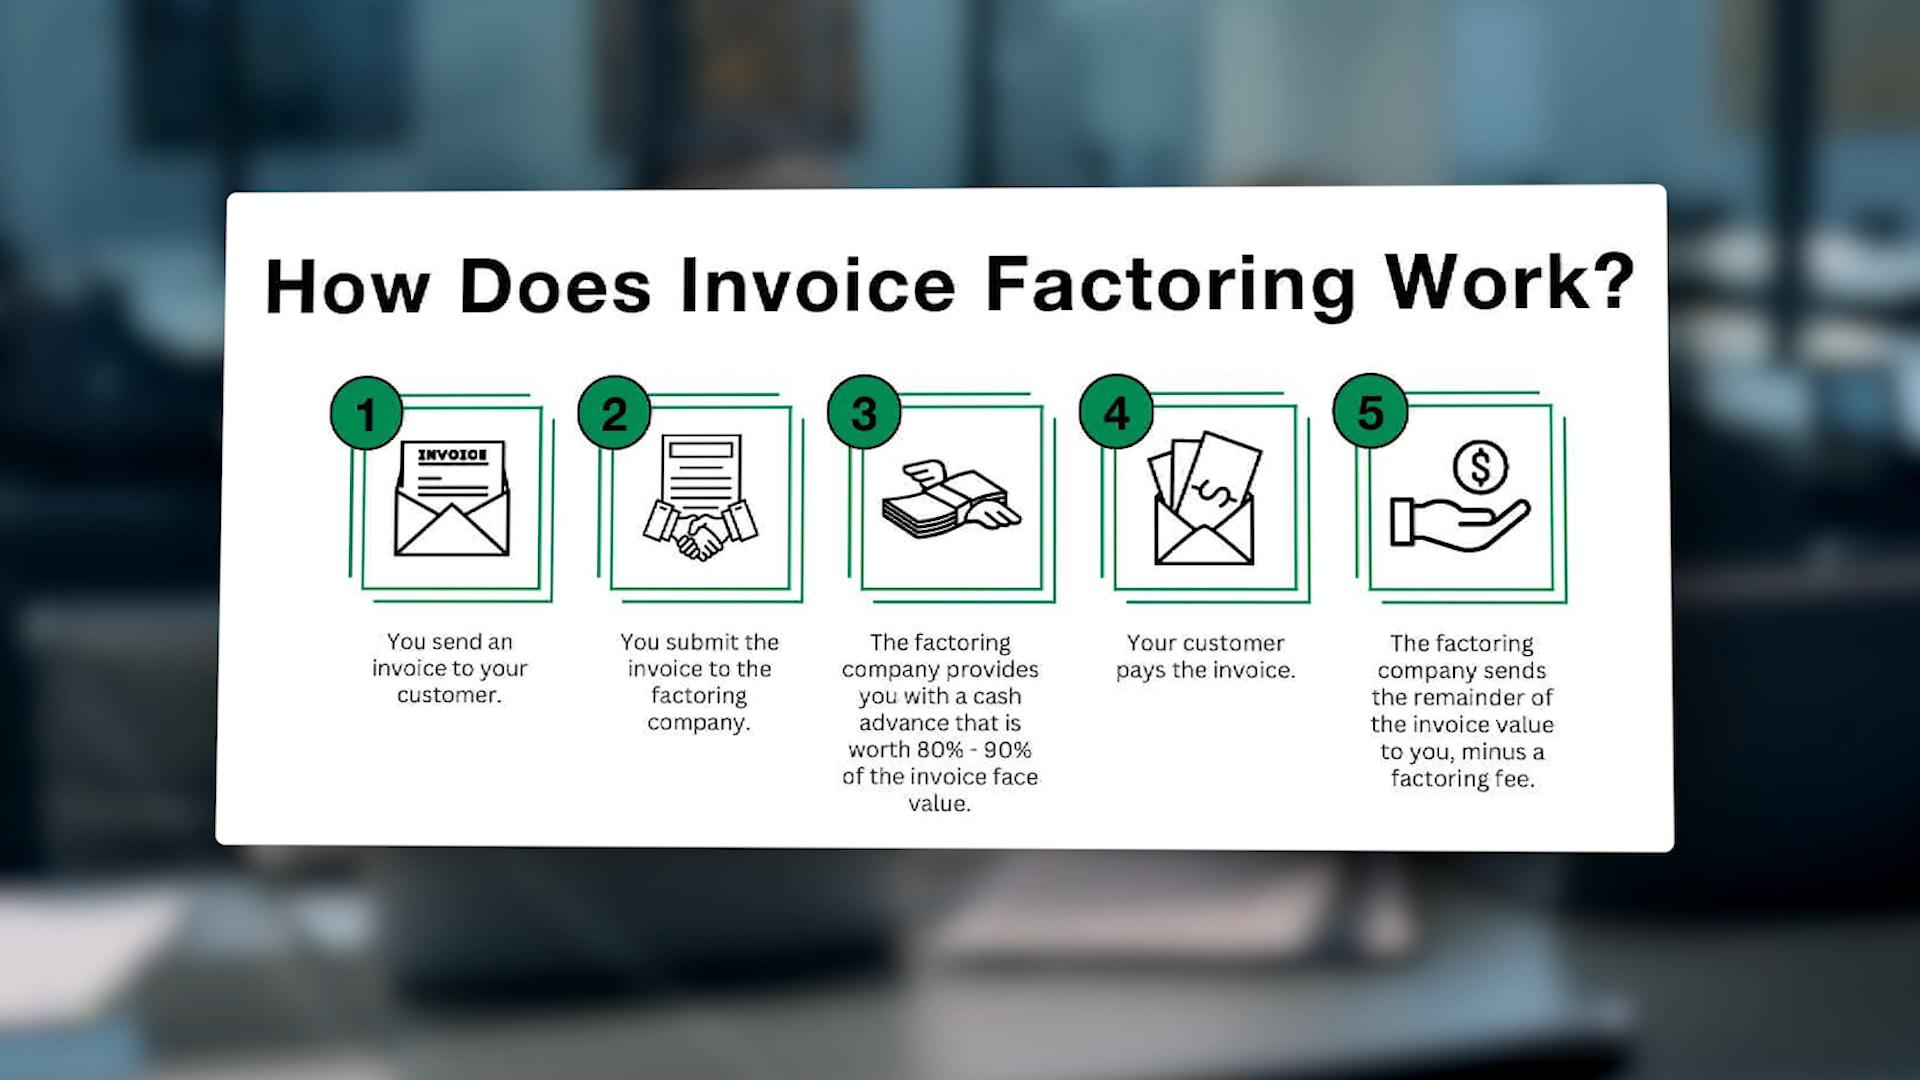 How Does Invoice Factoring Work?
1
INVOICE
You send an
invoice to your
customer.
2
You submit the
invoice to the
factoring
company.
3
The factoring
company provides
you with a cash
advance that is
worth 80% - 90%
of the invoice face
value.
4
$
Your customer
pays the invoice.
5
$
The factoring
company sends
the remainder of
the invoice value
to you, minus a
factoring fee.